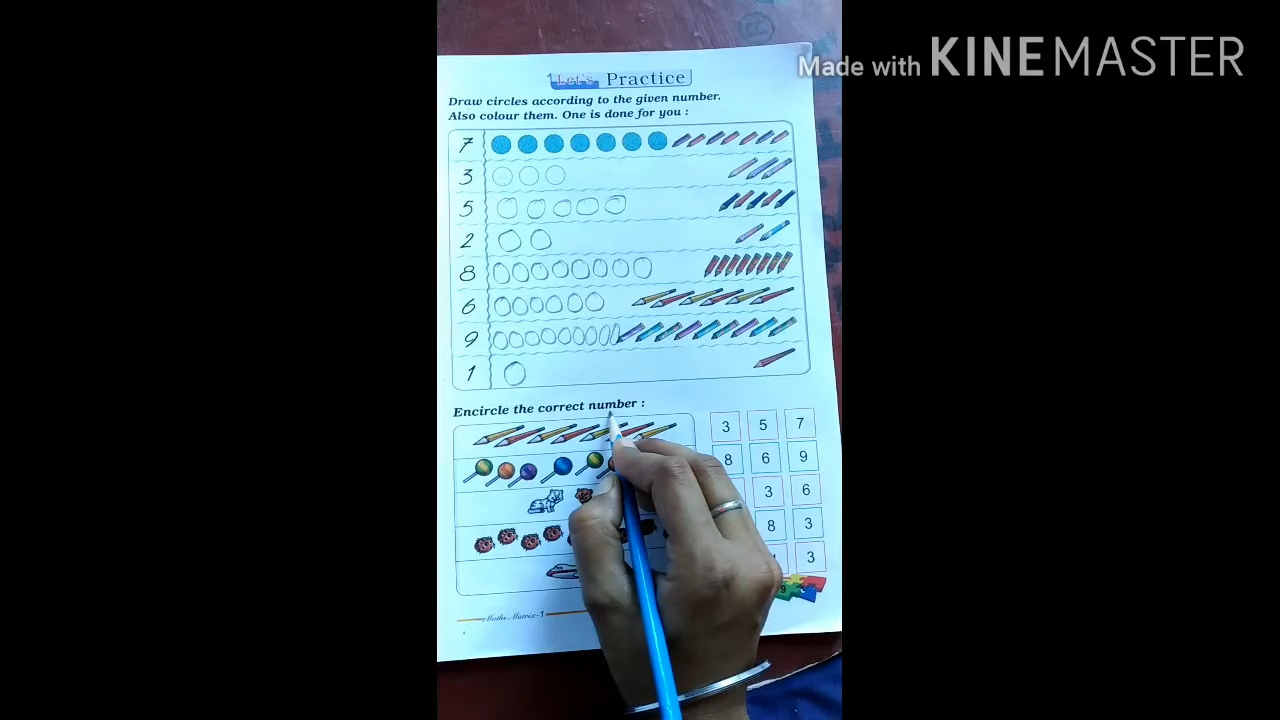 Made with KINEMASTER
1 Let's Practice
Draw circles according to the given number.
Also colour them. One is done for you :
7
3
5
2
8
6
9
1
Encircle the correct number :
3 5 7
8 6 9
3 6
8 3
3
9
Maths Matrix-1